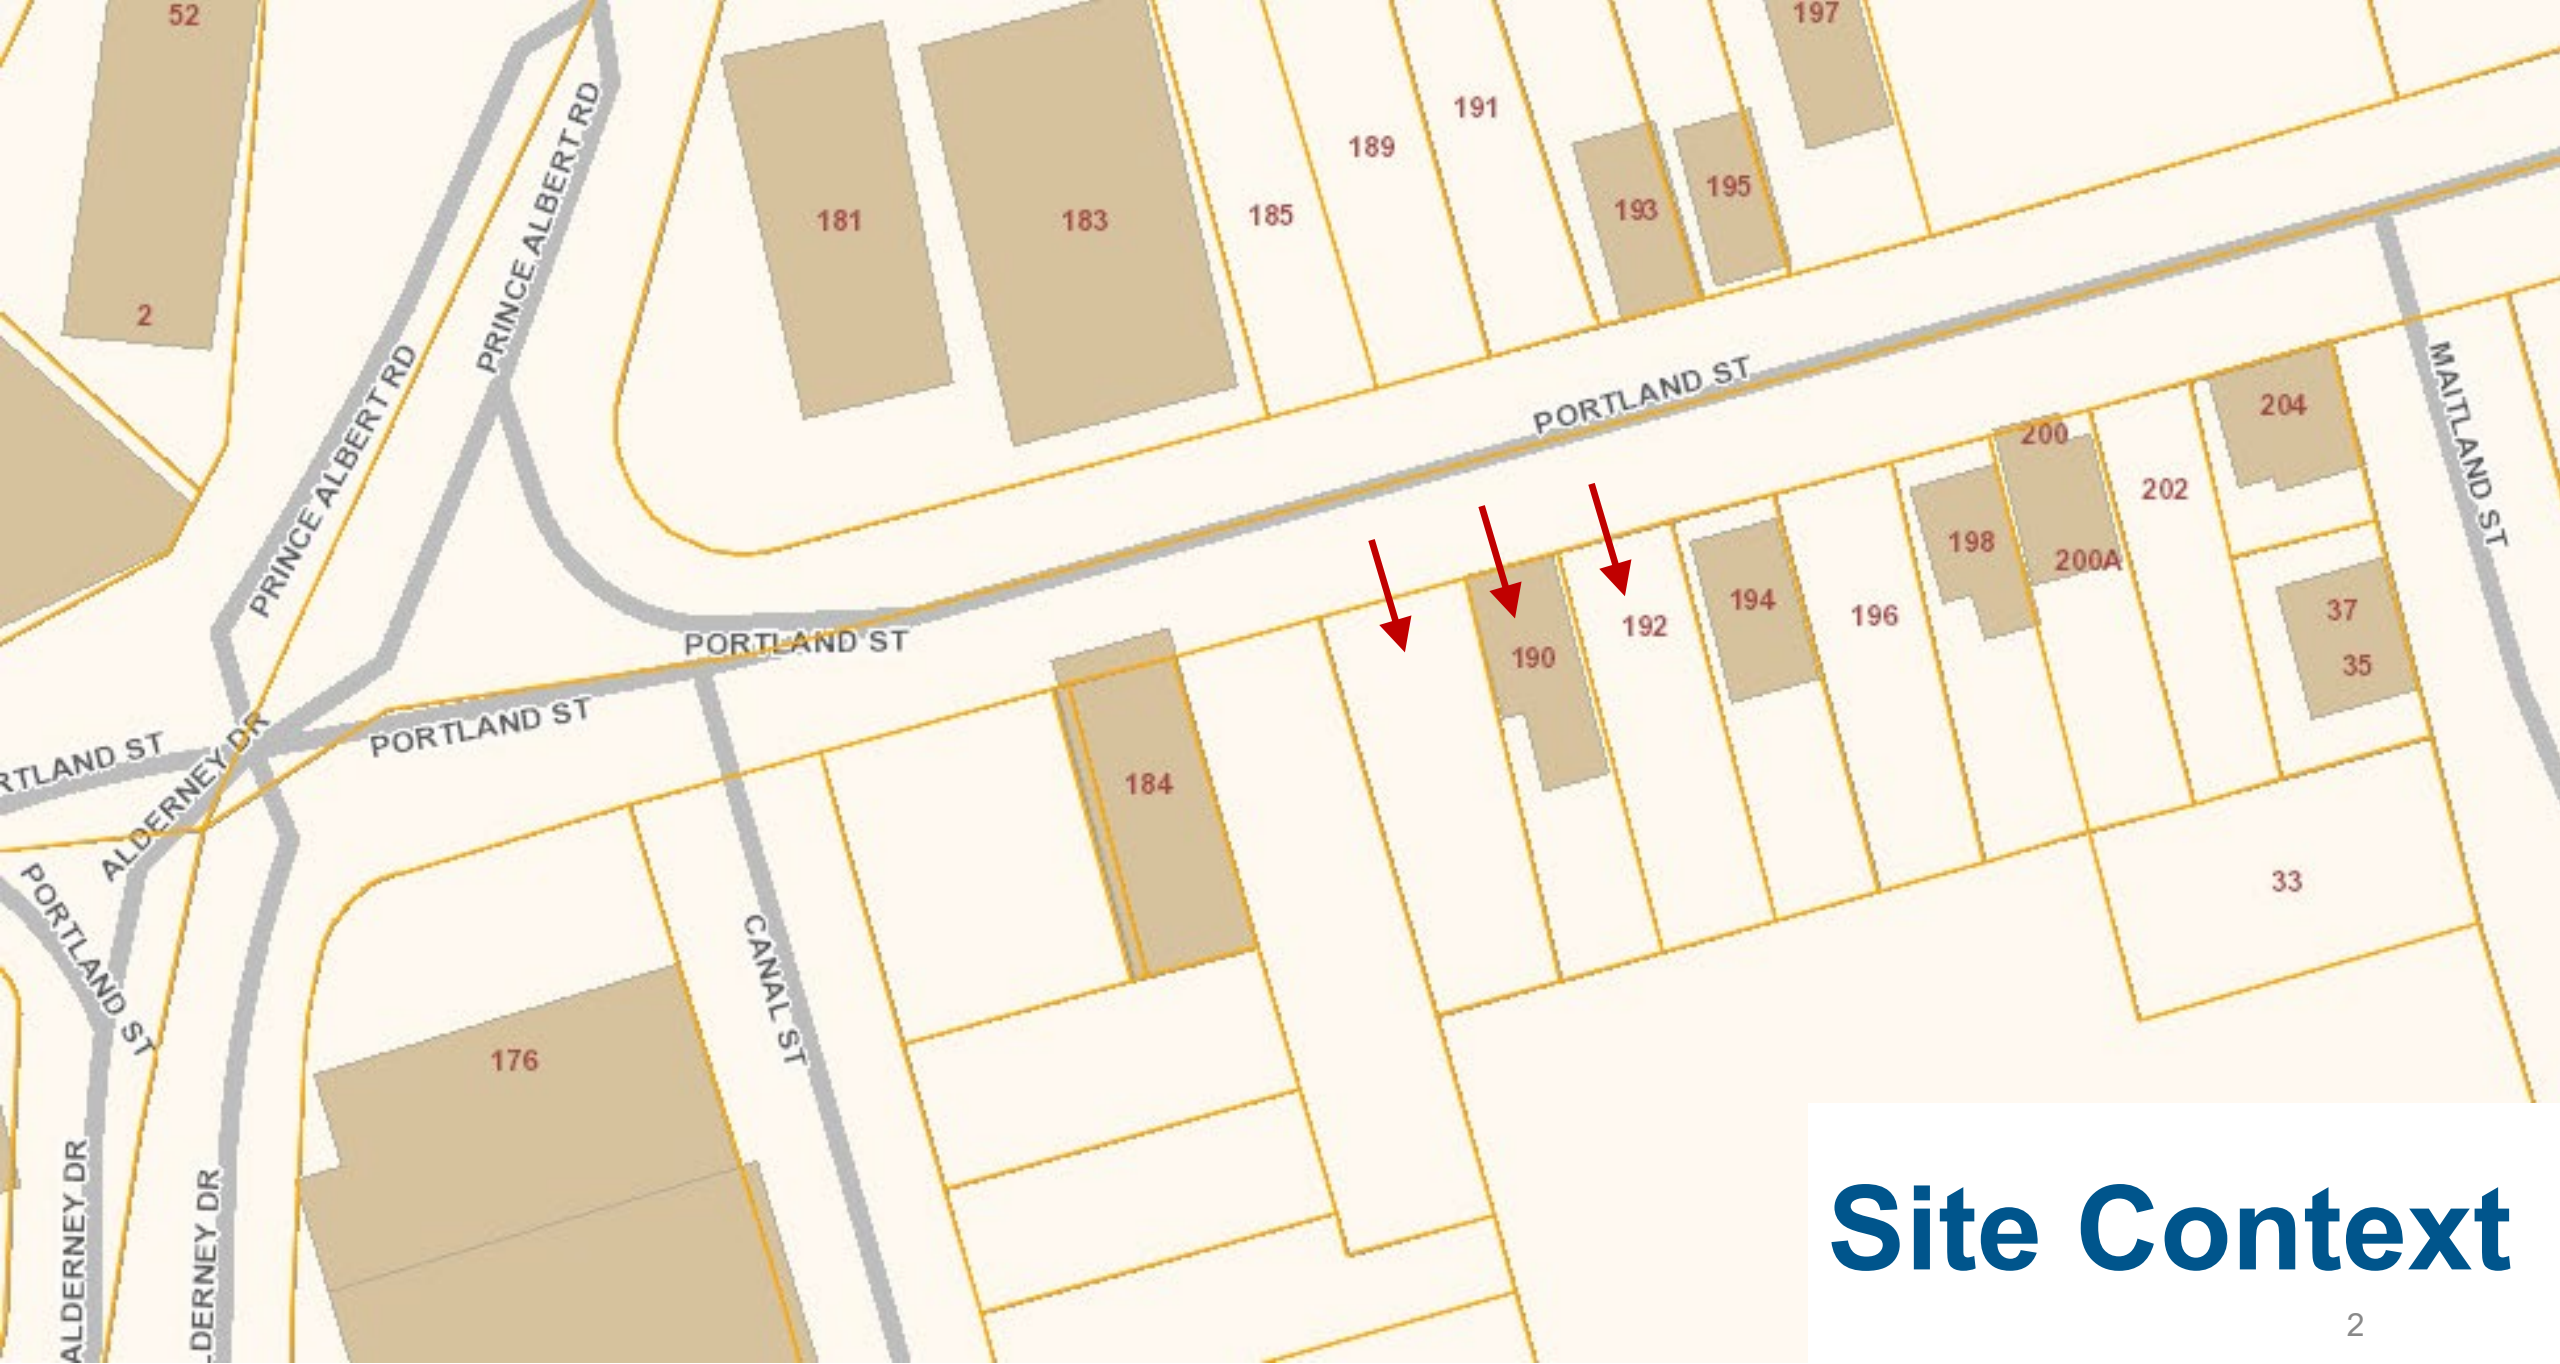 52
197
PRINCE ALBERT RD
191
189
181
183
185
193
195
2
PRINCE ALBERT RD
PORTLAND ST
MAITLAND ST
204
200
202
198
200A
194
196
192
190
37
35
PORTLAND ST
PORTLAND ST
RTLAND ST
ALDERNEY DR
184
33
PORTLAND ST
CANAL ST
176
ALDERNEY DR
LDERNEY DR
Site Context
2